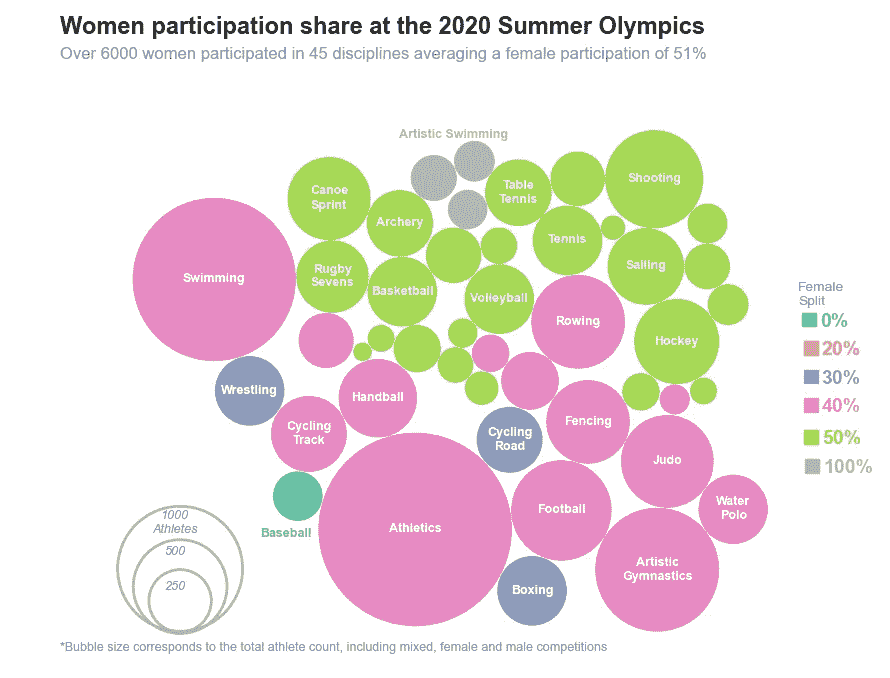 Women participation share at the 2020 Summer Olympics
Over 6000 women participated in 45 disciplines averaging a female participation of 51%
Artistic Swimming
Canoe
Sprint
Archery
Table
Tennis
Shooting
Swimming
Rugby
Sevens
Basketball
Volleyball
Tennis
Sailing
Rowing
Hockey
Wrestling
Handball
Cycling
Track
Cycling
Road
Fencing
Judo
Baseball
Athletics
Football
Water
Polo
Boxing
Artistic
Gymnastics
Female
Split
0%
20%
30%
40%
50%
100%
1000
Athletes
500
250
*Bubble size corresponds to the total athlete count, including mixed, female and male competitions